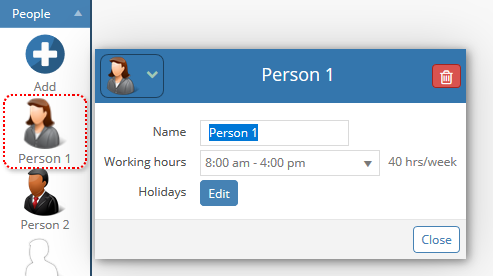 People
Add
Person 1
Person 2
Person 1
Name Person 1
Working hours 8:00 am - 4:00 pm 40 hrs/week
Holidays Edit
Close